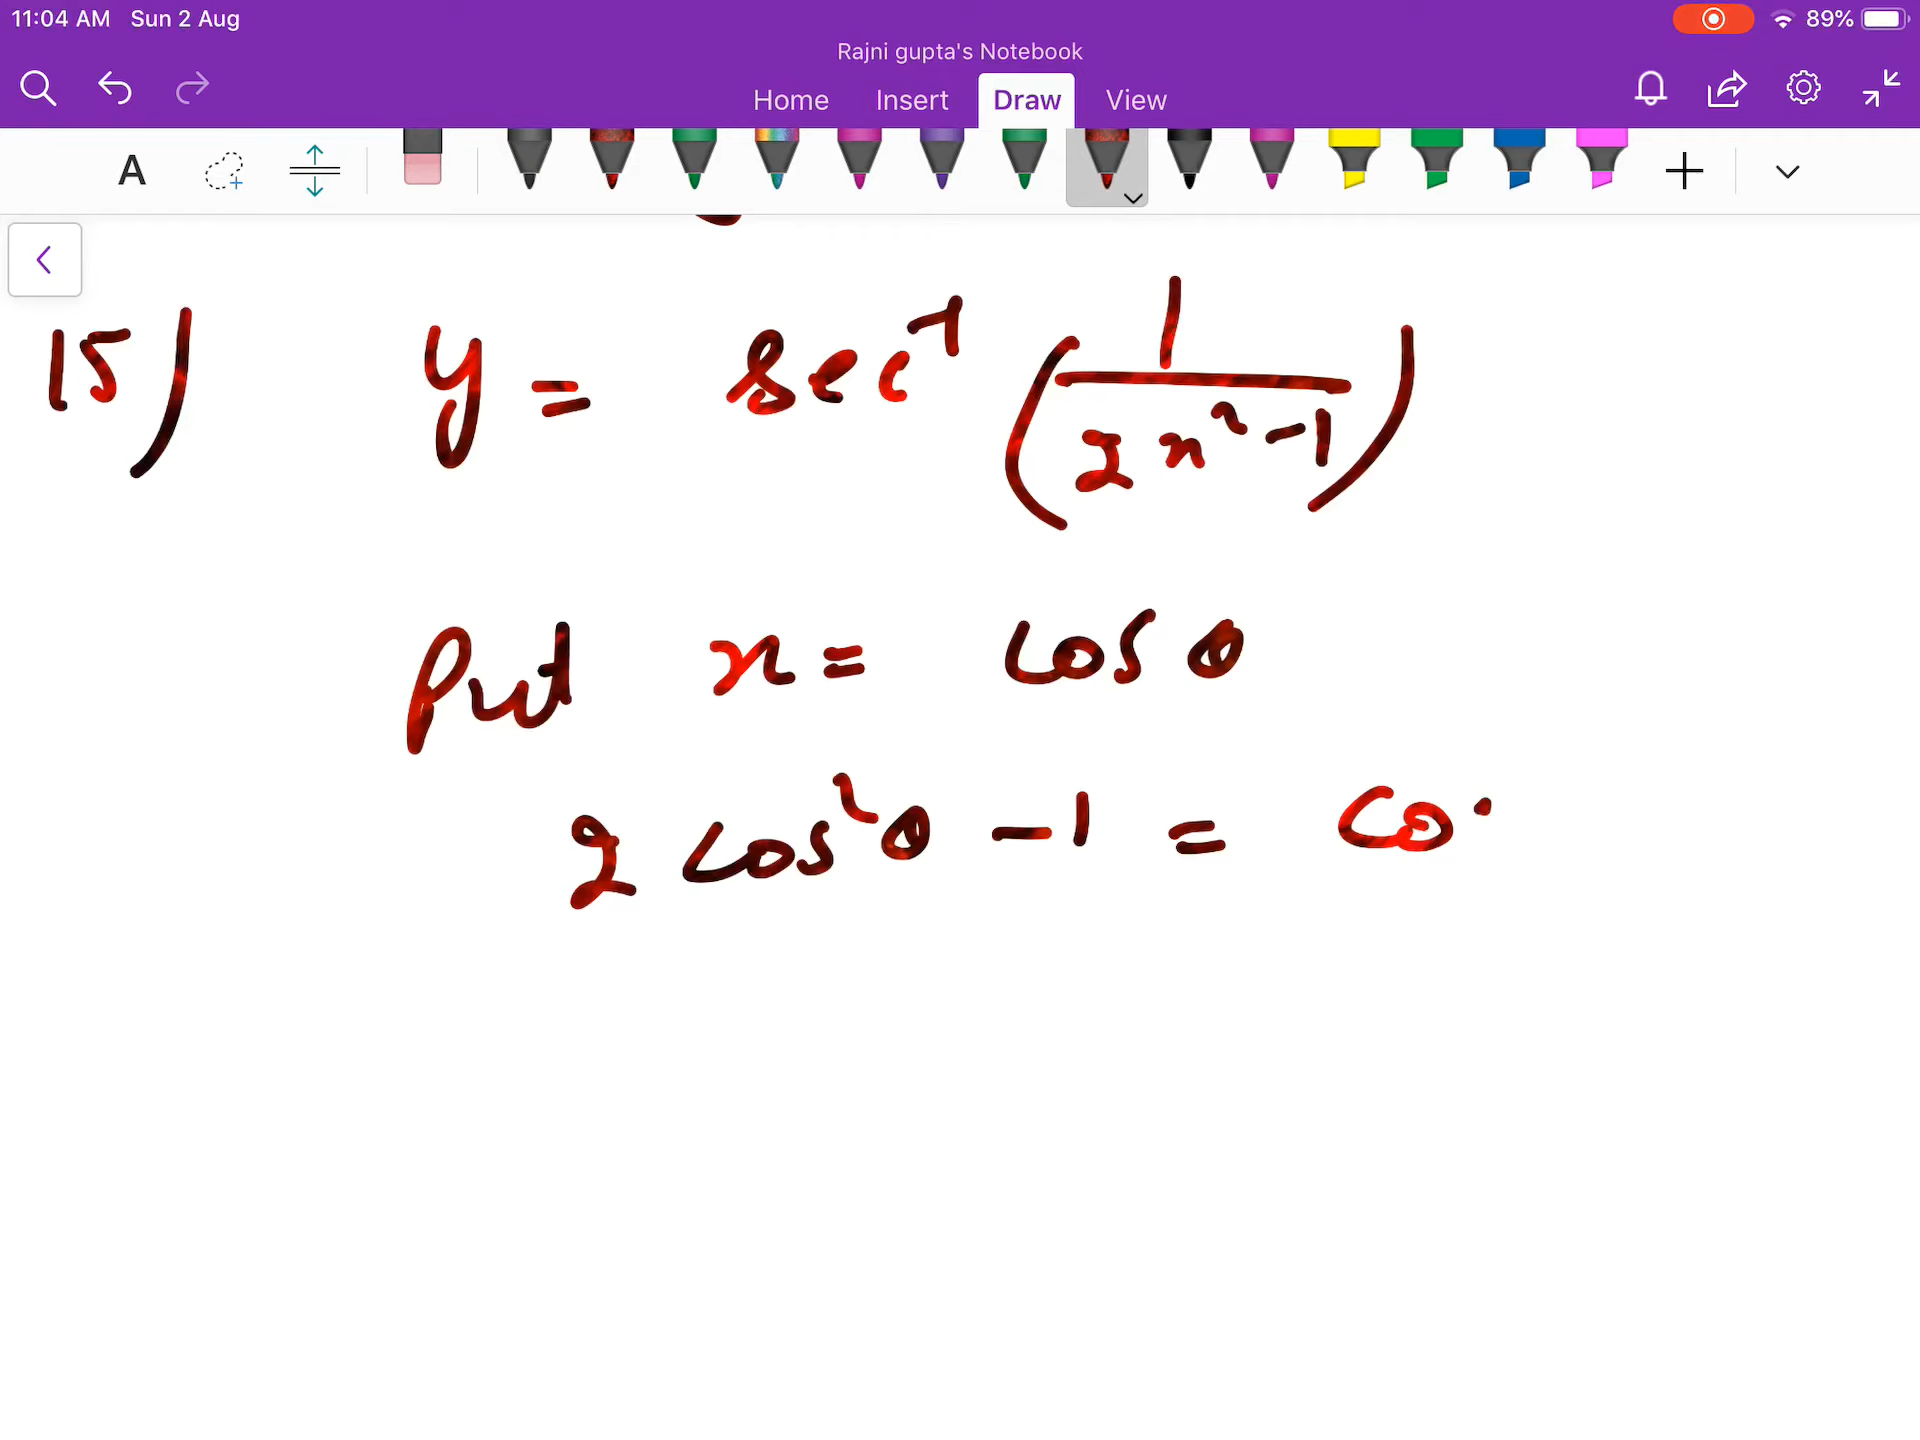 11:04 AM Sun 2 Aug 89%
Rajni gupta's Notebook
Home Insert Draw View
A
15) y = sec⁻¹ (1 / (2x² - 1))
Put x = cos θ
2 cos² θ - 1 = co